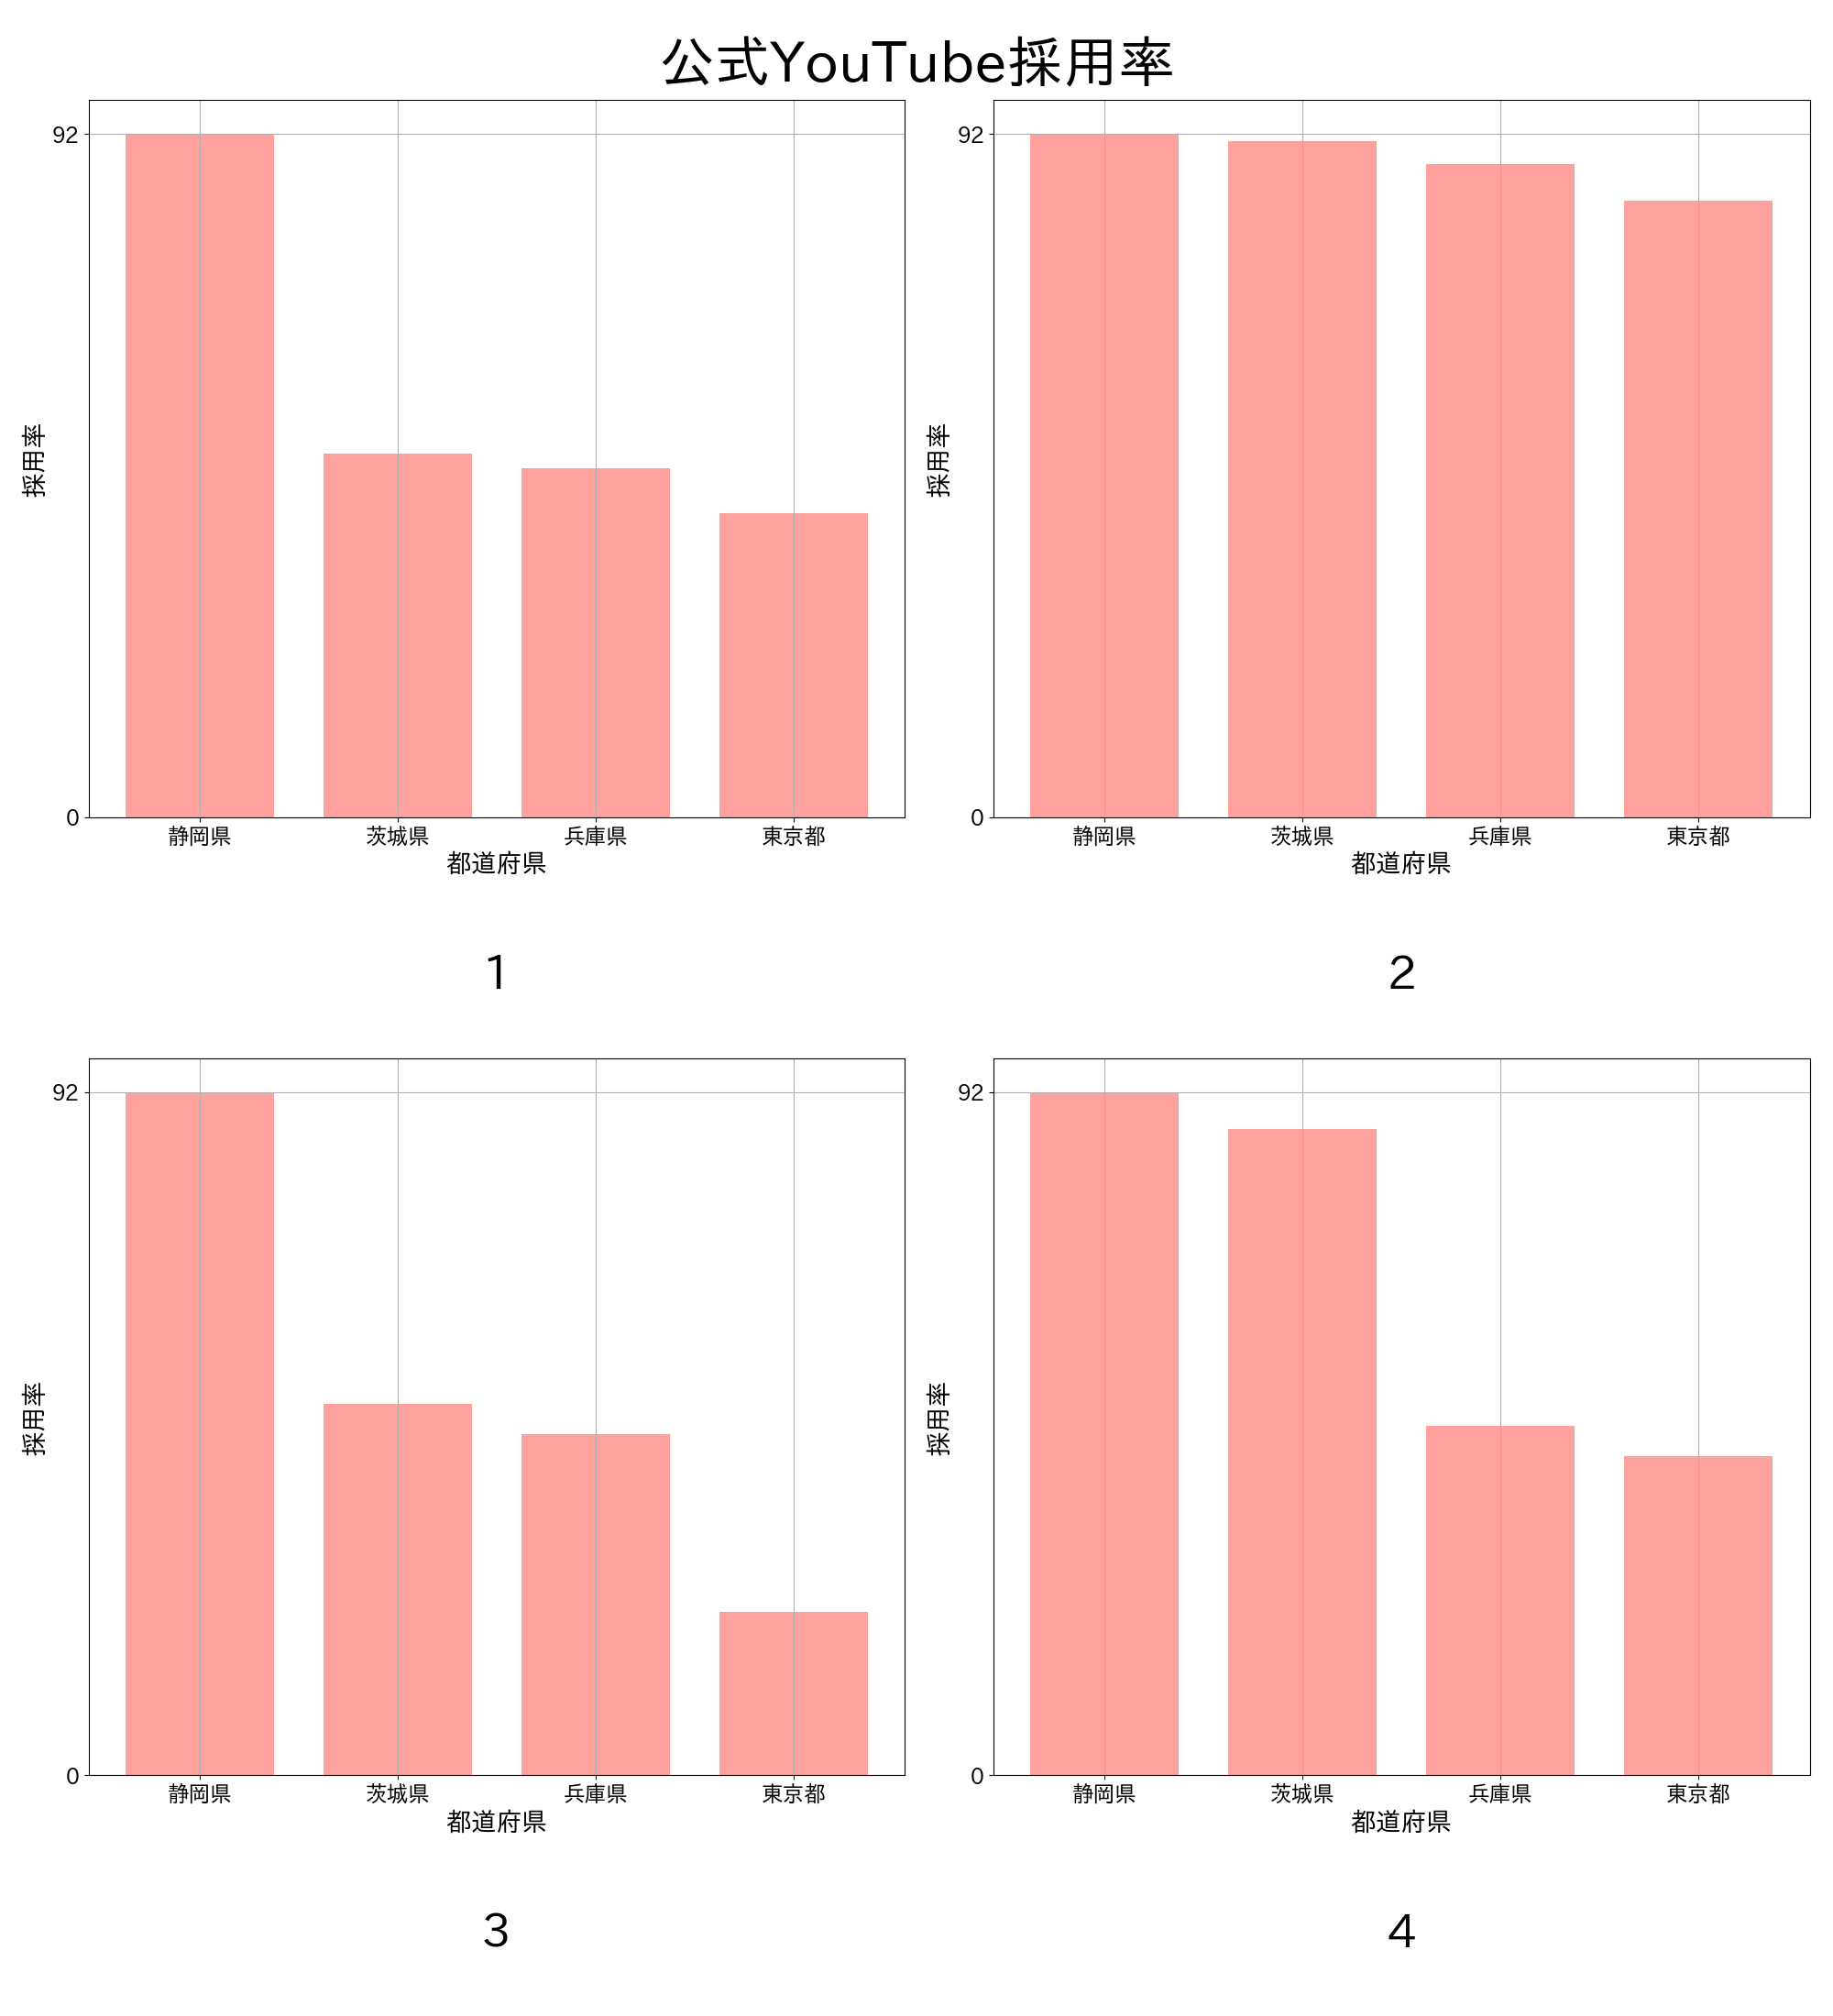 公式YouTube採用率
92
0
採用率
静岡県 茨城県 兵庫県 東京都
都道府県
1
92
0
採用率
静岡県 茨城県 兵庫県 東京都
都道府県
2
92
0
採用率
静岡県 茨城県 兵庫県 東京都
都道府県
3
92
0
採用率
静岡県 茨城県 兵庫県 東京都
都道府県
4